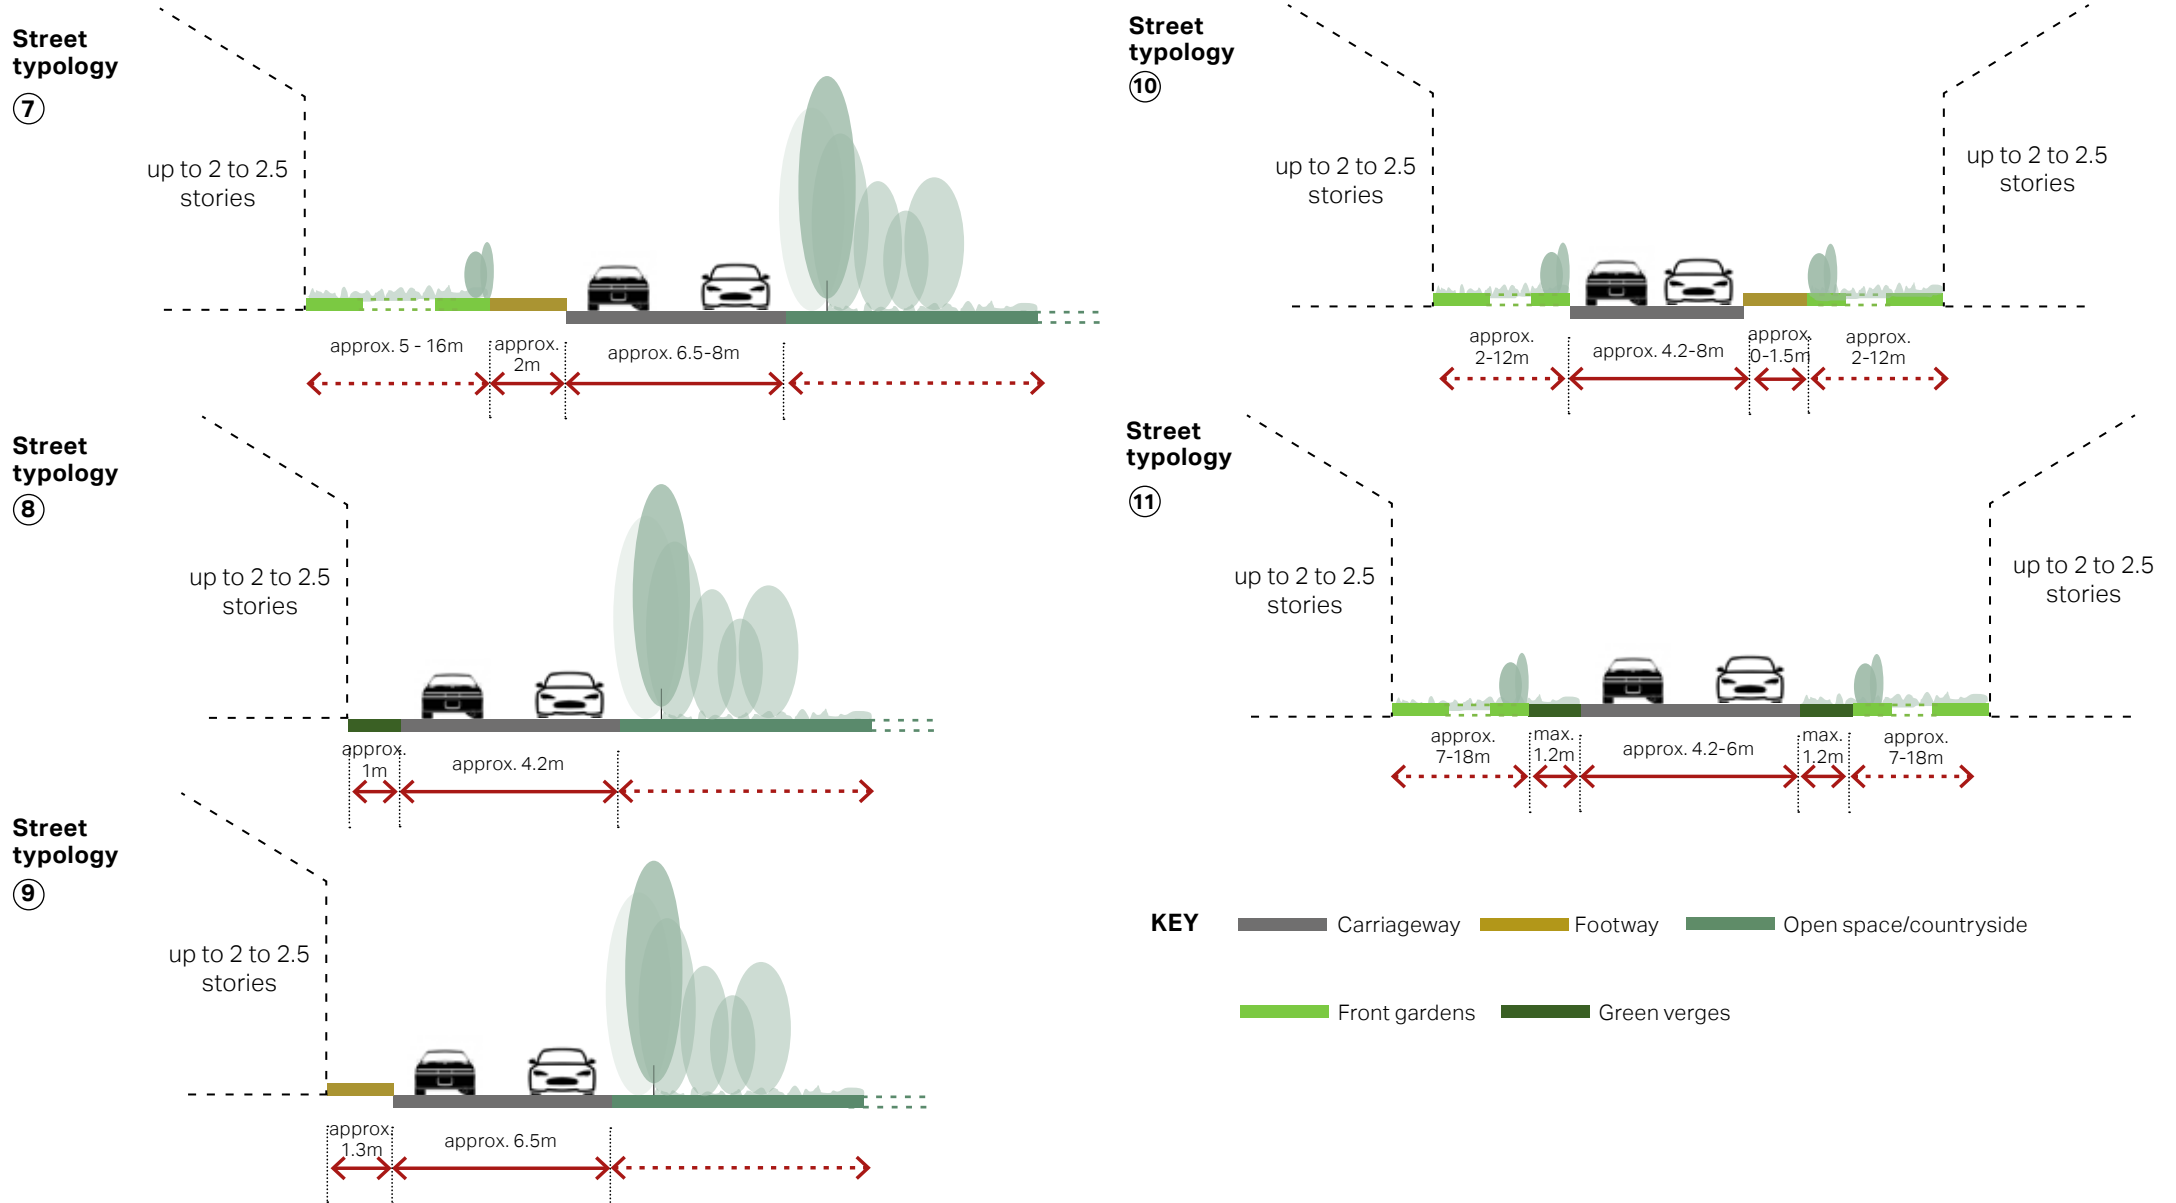 Street
typology
7
up to 2 to 2.5
stories
approx. 5 - 16m
approx.
2m
approx. 6.5-8m
Street
typology
8
up to 2 to 2.5
stories
approx.
1m
approx. 4.2m
Street
typology
9
up to 2 to 2.5
stories
approx.
1.3m
approx. 6.5m
Street
typology
10
up to 2 to 2.5
stories
up to 2 to 2.5
stories
approx.
2-12m
approx. 4.2-8m
approx.
0-1.5m
approx.
2-12m
Street
typology
11
up to 2 to 2.5
stories
up to 2 to 2.5
stories
approx.
7-18m
max.
1.2m
approx. 4.2-6m
max.
1.2m
approx.
7-18m
KEY
Carriageway
Footway
Open space/countryside
Front gardens
Green verges